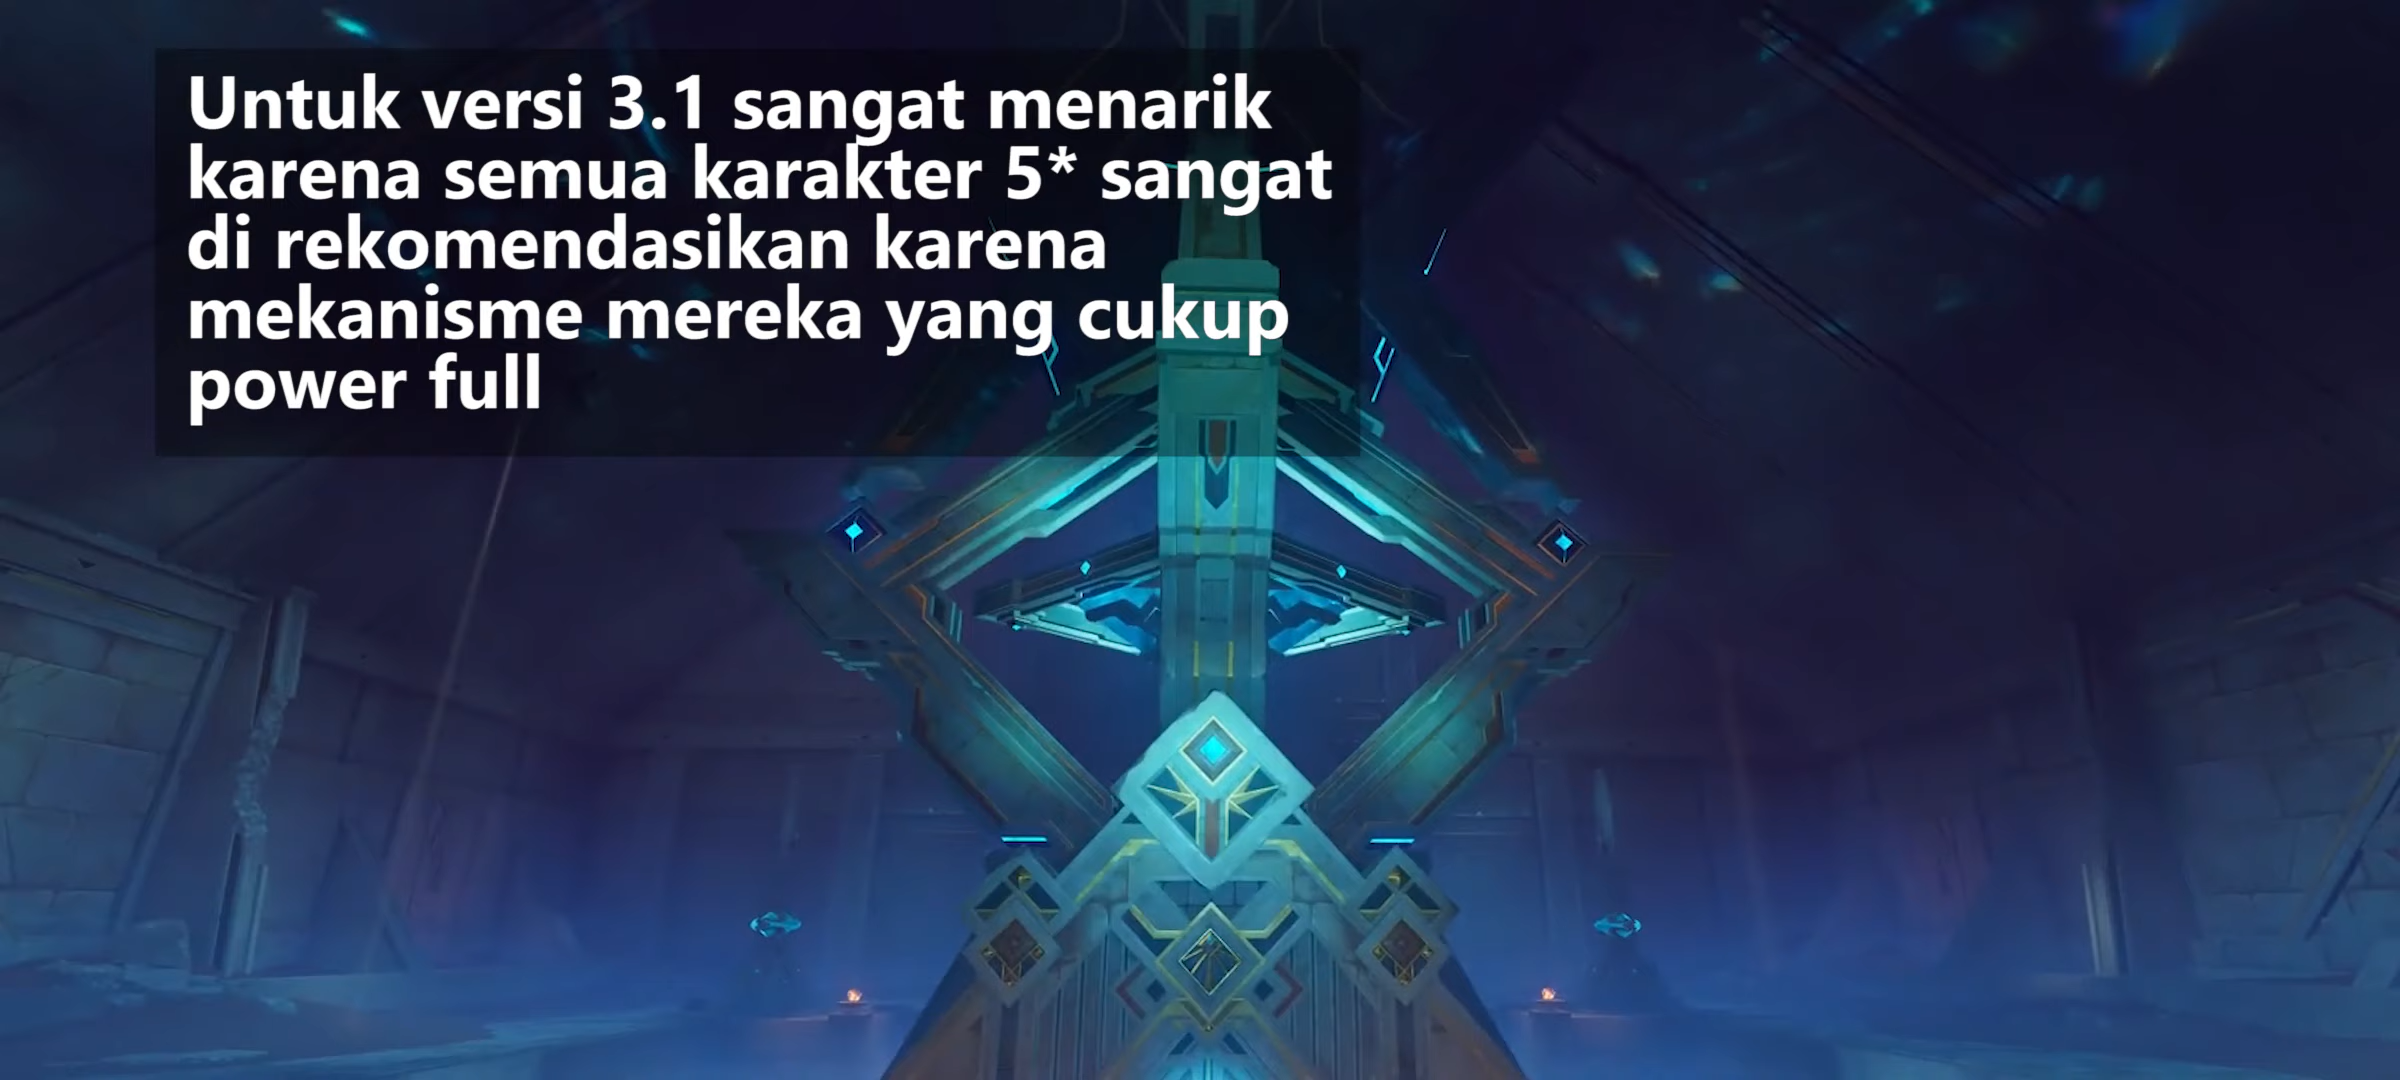 Untuk versi 3.1 sangat menarik
karena semua karakter 5* sangat
di rekomendasikan karena
mekanisme mereka yang cukup
power full